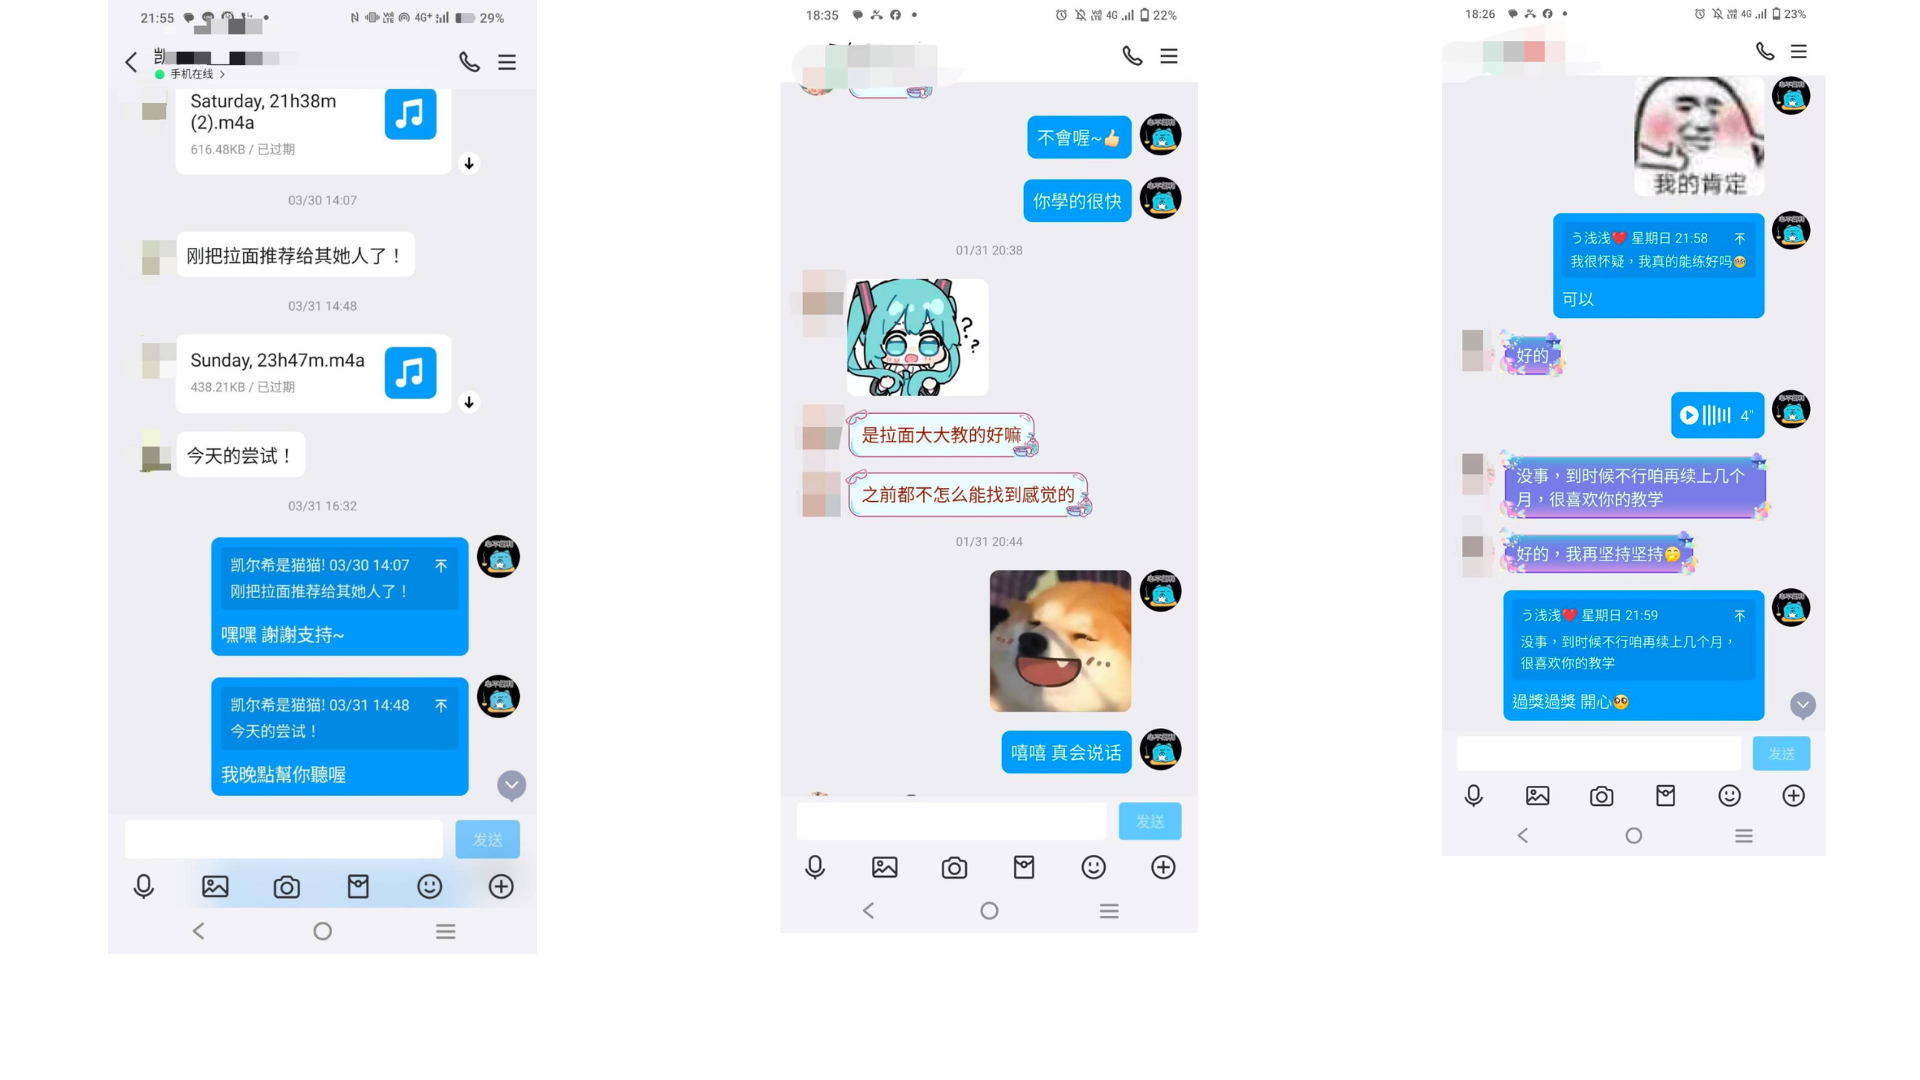 21:55
4G+
29%
凯
手机在线
Saturday, 21h38m
(2).m4a
616.48KB / 已过期
03/30 14:07
刚把拉面推荐给其她人了！
03/31 14:48
Sunday, 23h47m.m4a
438.21KB / 已过期
今天的尝试！
03/31 16:32
凯尔希是猫猫! 03/30 14:07
刚把拉面推荐给其她人了！
嘿嘿 謝謝支持~
凯尔希是猫猫! 03/31 14:48
今天的尝试！
我晚點幫你聽喔
发送
18:35
4G
22%
不會喔~👍
你學的很快
01/31 20:38
? ?
是拉面大大教的好嘛
之前都不怎么能找到感觉的
01/31 20:44
嘻嘻 真会说话
发送
18:26
4G
23%
我的肯定
う浅浅❤️ 星期日 21:58
我很怀疑，我真的能练好吗🥺
可以
好的
4"
没事，到时候不行咱再续上几个
月，很喜欢你的教学
好的，我再坚持坚持🤔
う浅浅❤️ 星期日 21:59
没事，到时候不行咱再续上几个月，
很喜欢你的教学
過獎過獎 開心🥺
发送